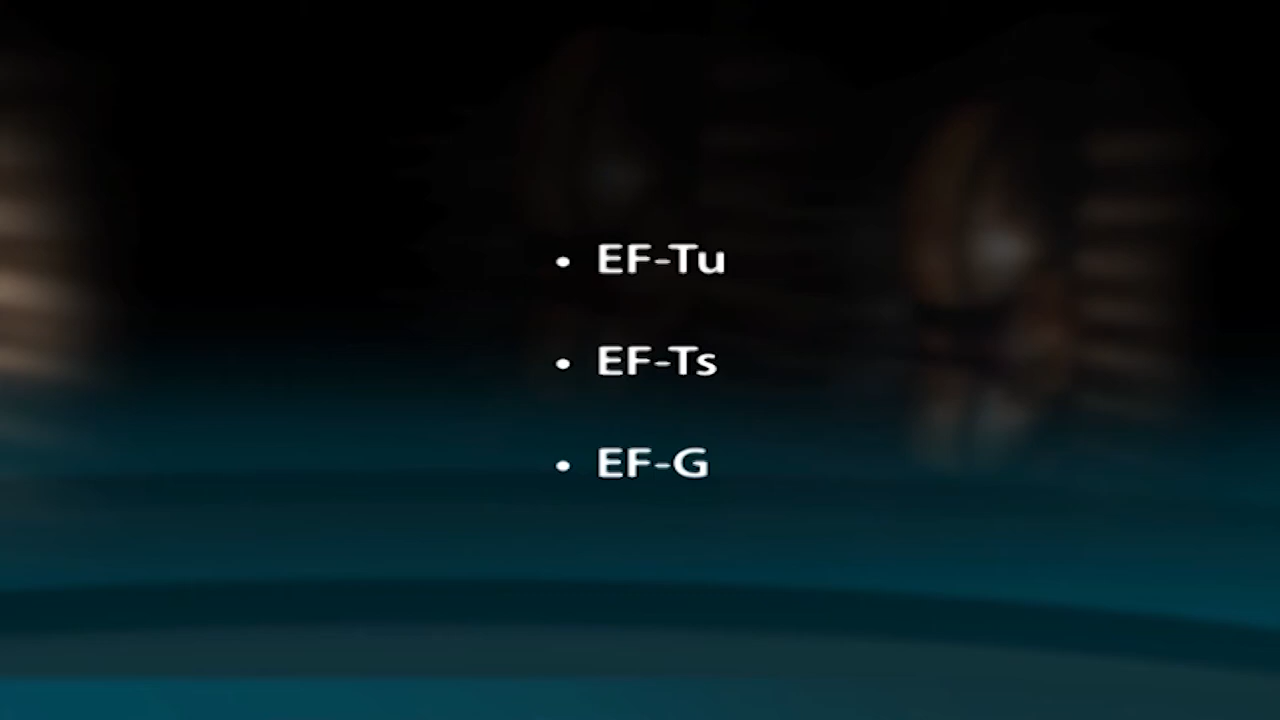 • EF-Tu
• EF-Ts
• EF-G